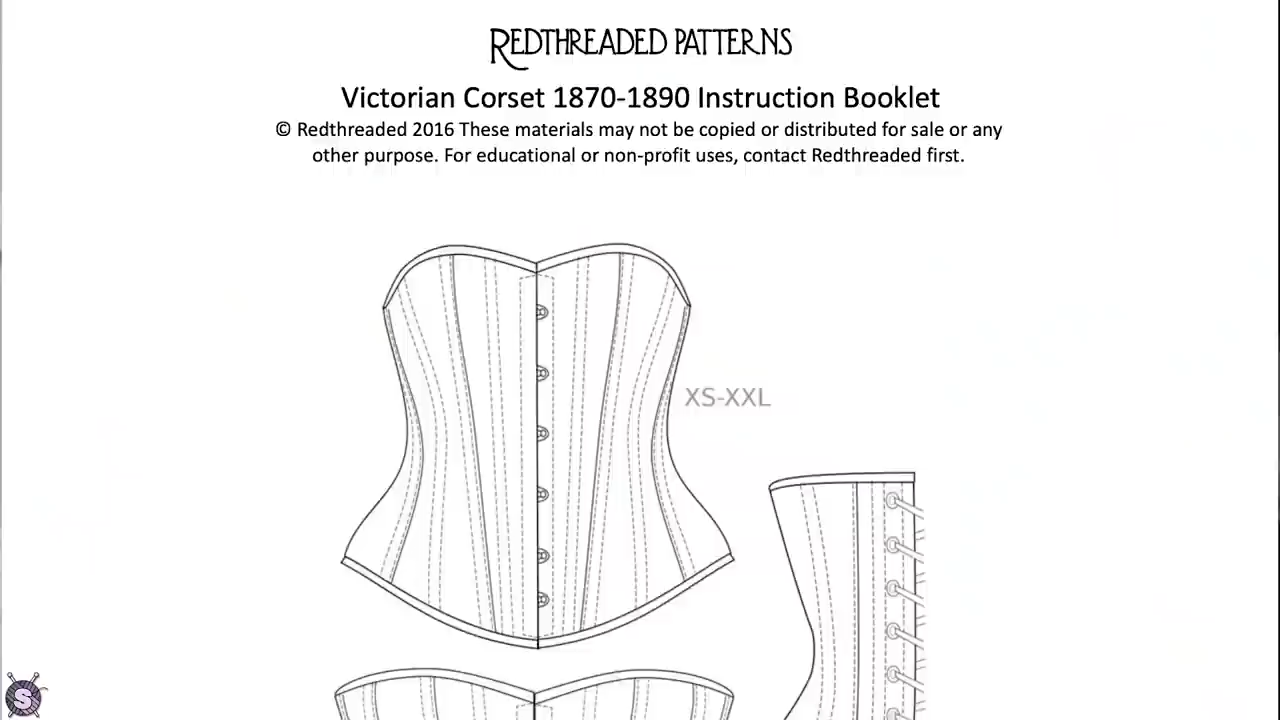 REDTHREADED PATTERNS
Victorian Corset 1870-1890 Instruction Booklet
© Redthreaded 2016 These materials may not be copied or distributed for sale or any
other purpose. For educational or non-profit uses, contact Redthreaded first.
XS-XXL
S